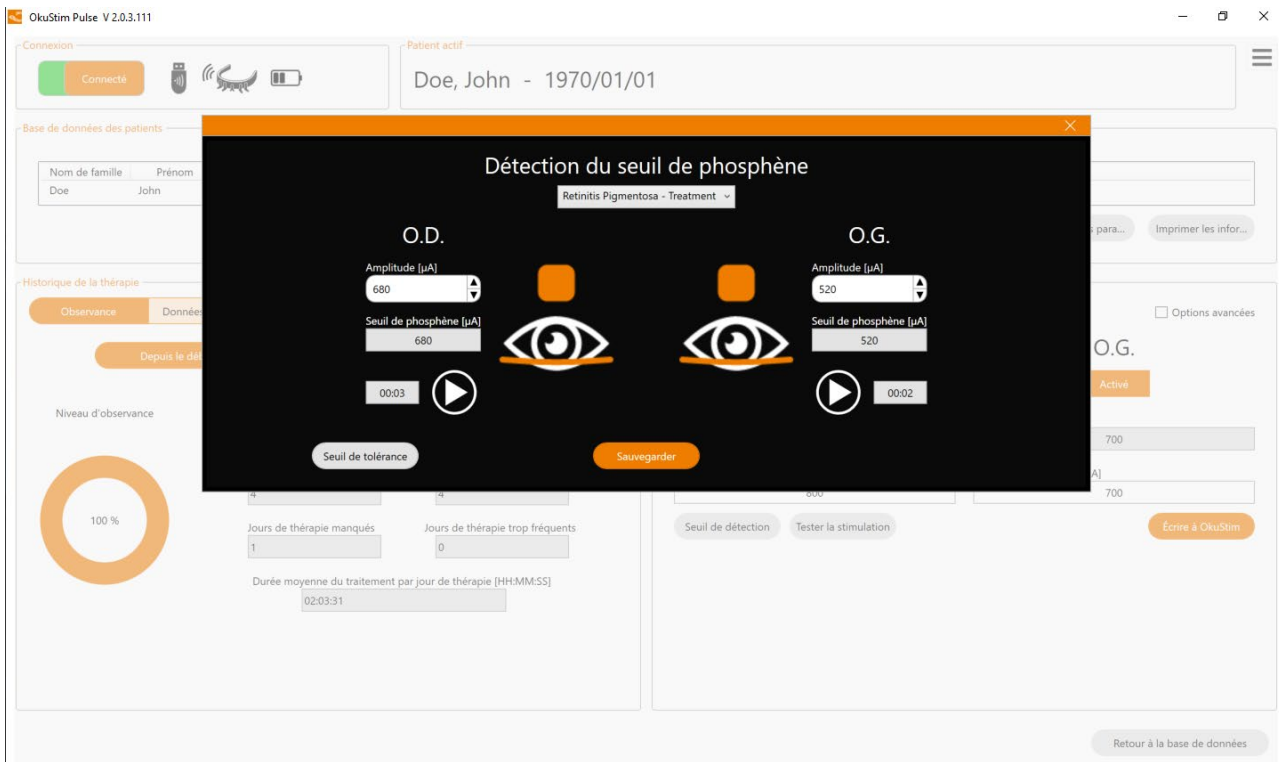 OkuStim Pulse V 2.0.3.111
Connexion
Connecté
Patient actif
Doe, John - 1970/01/01
Base de données des patients
Nom de famille Prénom
Doe John
para...
Imprimer les infor...
Détection du seuil de phosphène
Retinitis Pigmentosa - Treatment
O.D.
Amplitude [µA]
680
Seuil de phosphène [µA]
680
00:03
O.G.
Amplitude [µA]
520
Seuil de phosphène [µA]
520
00:02
Seuil de tolérance
Sauvegarder
Historique de la thérapie
Observance
Données
Depuis le dé
Niveau d'observance
100 %
4
4
Jours de thérapie manqués
1
Jours de thérapie trop fréquents
0
Durée moyenne du traitement par jour de thérapie [HH:MM:SS]
02:03:31
Options avancées
O.G.
Activé
700
A]
800
700
Seuil de détection
Tester la stimulation
Écrire à OkuStim
Retour à la base de données